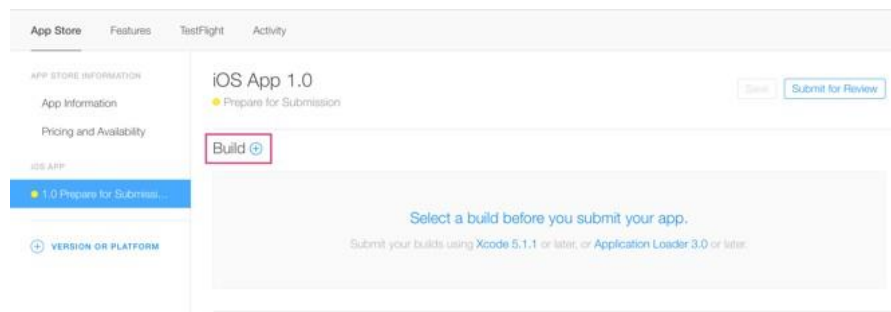 App Store Features TestFlight Activity
APP STORE INFORMATION
App Information
Pricing and Availability
IOS APP
1.0 Prepare for Submissi...
VERSION OR PLATFORM
iOS App 1.0
Prepare for Submission
Save Submit for Review
Build
Select a build before you submit your app.
Submit your builds using Xcode 5.1.1 or later, or Application Loader 3.0 or later.